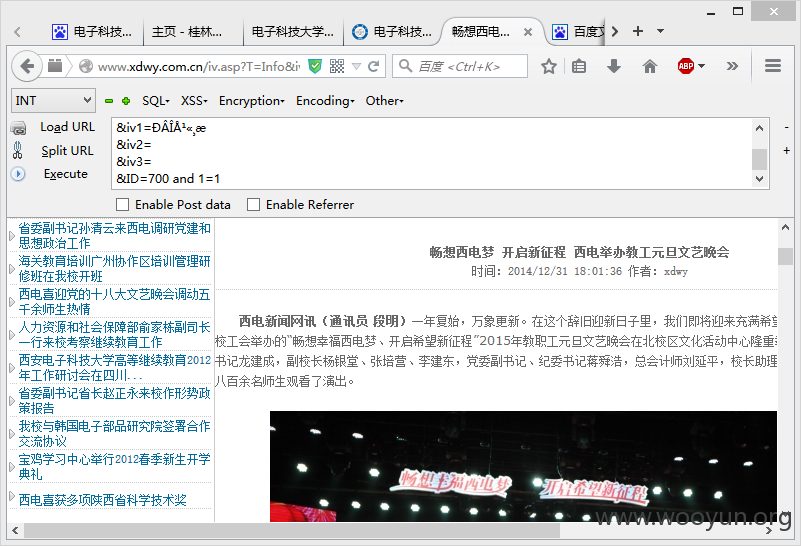 电子科技...
主页 - 桂林...
电子科技大学...
电子科技...
畅想西电梦...
百度文
www.xdwy.com.cn/iv.asp?T=Info&iv
百度 <Ctrl+K>
ABP
INT
SQL
XSS
Encryption
Encoding
Other
Load URL
Split URL
Execute
&iv1=ÐÂÎÅ¹«¸æ
&iv2=
&iv3=
&ID=700 and 1=1
Enable Post data
Enable Referrer
省委副书记孙清云来西电调研党建和
思想政治工作
海关教育培训广州协作区培训管理研
修班在我校开班
西电喜迎党的十八大文艺晚会调动五
千余师生热情
人力资源和社会保障部俞家栋副司长
一行来校考察继续教育工作
西安电子科技大学高等继续教育2012
年工作研讨会在四川...
省委副书记省长赵正永来校作形势政
策报告
我校与韩国电子部品研究院签署合作
交流协议
宝鸡学习中心举行2012春季新生开学
典礼
西电喜获多项陕西省科学技术奖
畅想西电梦 开启新征程 西电举办教工元旦文艺晚会
时间：2014/12/31 18:01:36 作者：xdwy
西电新闻网讯（通讯员 段明）一年复始，万象更新。在这个辞旧迎新日子里，我们即将迎来充满希望
校工会举办的“畅想幸福西电梦、开启希望新征程”2015年教职工元旦文艺晚会在北校区文化活动中心隆重
书记龙建成，副校长杨银堂、张培营、李建东，党委副书记、纪委书记蒋舜浩，总会计师刘延平，校长助理
八百余名师生观看了演出。
畅想幸福西电梦
开启希望新征程
www.wooyun.org